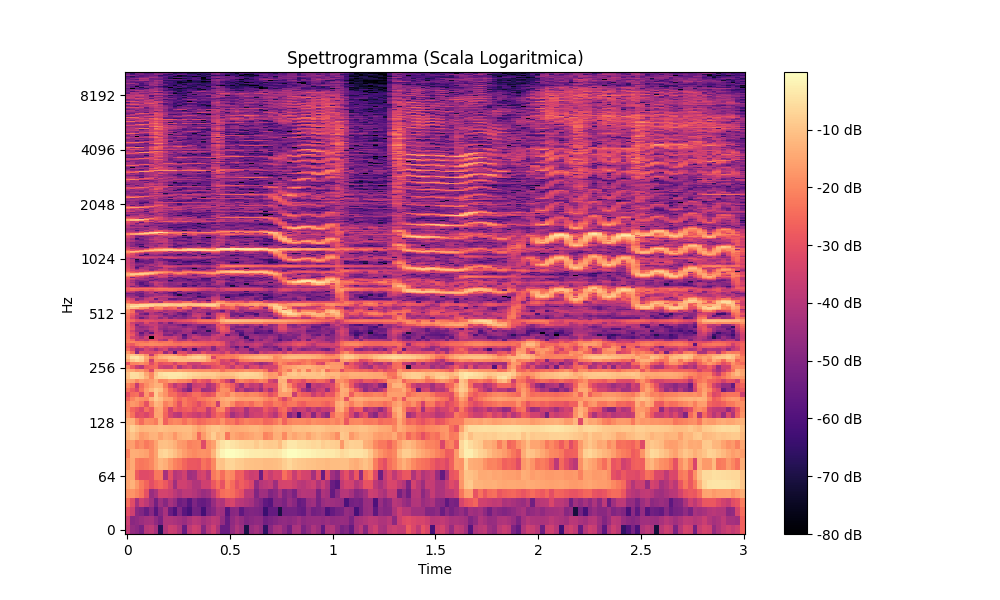 Spettrogramma (Scala Logaritmica)
8192
4096
2048
1024
512
256
128
64
0
Hz
0
0.5
1
1.5
2
2.5
3
Time
-10 dB
-20 dB
-30 dB
-40 dB
-50 dB
-60 dB
-70 dB
-80 dB